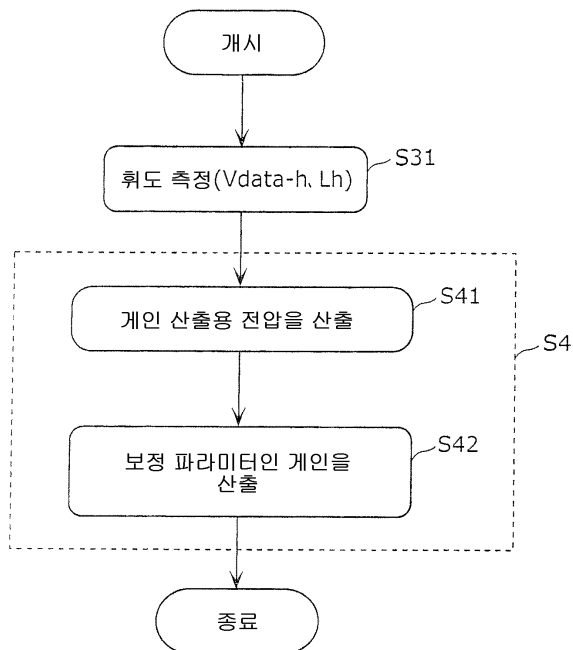 개시
휘도 측정(Vdata-h、Lh)
S31
게인 산출용 전압을 산출
S41
S4
보정 파라미터인 게인을
산출
S42
종료